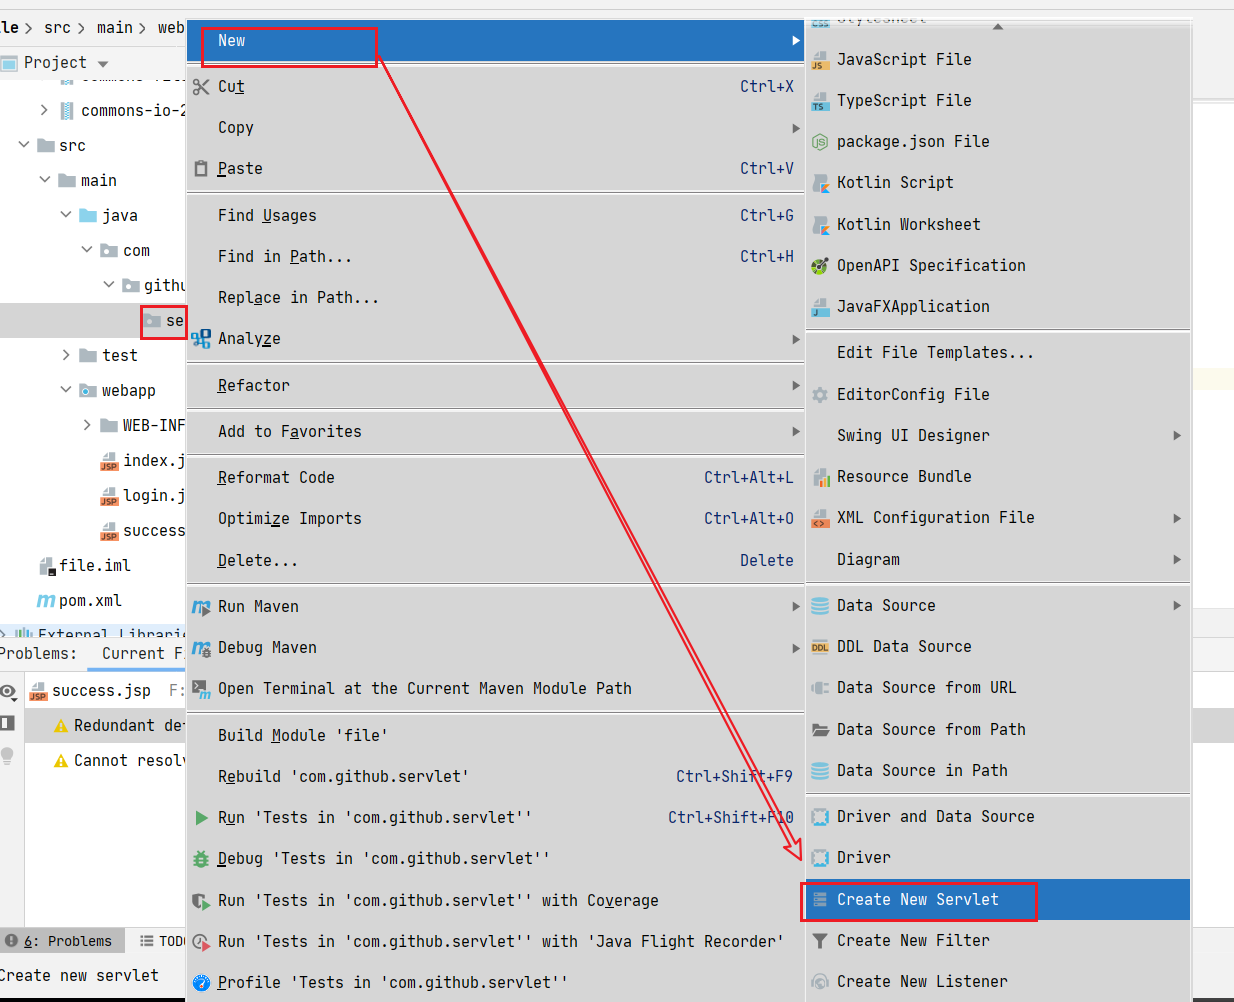 le > src > main > web
Project
commons-io-2
src
main
java
com
githu
se
test
webapp
WEB-INF
index.j
login.j
success
file.iml
pom.xml
External Librari
Problems: Current F
success.jsp F:
Redundant de
Cannot resolv
6: Problems TODO
Create new servlet
New
Cut Ctrl+X
Copy
Paste Ctrl+V
Find Usages Ctrl+G
Find in Path... Ctrl+H
Replace in Path...
Analyze
Refactor
Add to Favorites
Reformat Code Ctrl+Alt+L
Optimize Imports Ctrl+Alt+O
Delete... Delete
Run Maven
Debug Maven
Open Terminal at the Current Maven Module Path
Build Module 'file'
Rebuild 'com.github.servlet' Ctrl+Shift+F9
Run 'Tests in 'com.github.servlet'' Ctrl+Shift+F10
Debug 'Tests in 'com.github.servlet''
Run 'Tests in 'com.github.servlet'' with Coverage
Run 'Tests in 'com.github.servlet'' with 'Java Flight Recorder'
Profile 'Tests in 'com.github.servlet''
JavaScript File
TypeScript File
package.json File
Kotlin Script
Kotlin Worksheet
OpenAPI Specification
JavaFXApplication
Edit File Templates...
EditorConfig File
Swing UI Designer
Resource Bundle
XML Configuration File
Diagram
Data Source
DDL Data Source
Data Source from URL
Data Source from Path
Data Source in Path
Driver and Data Source
Driver
Create New Servlet
Create New Filter
Create New Listener